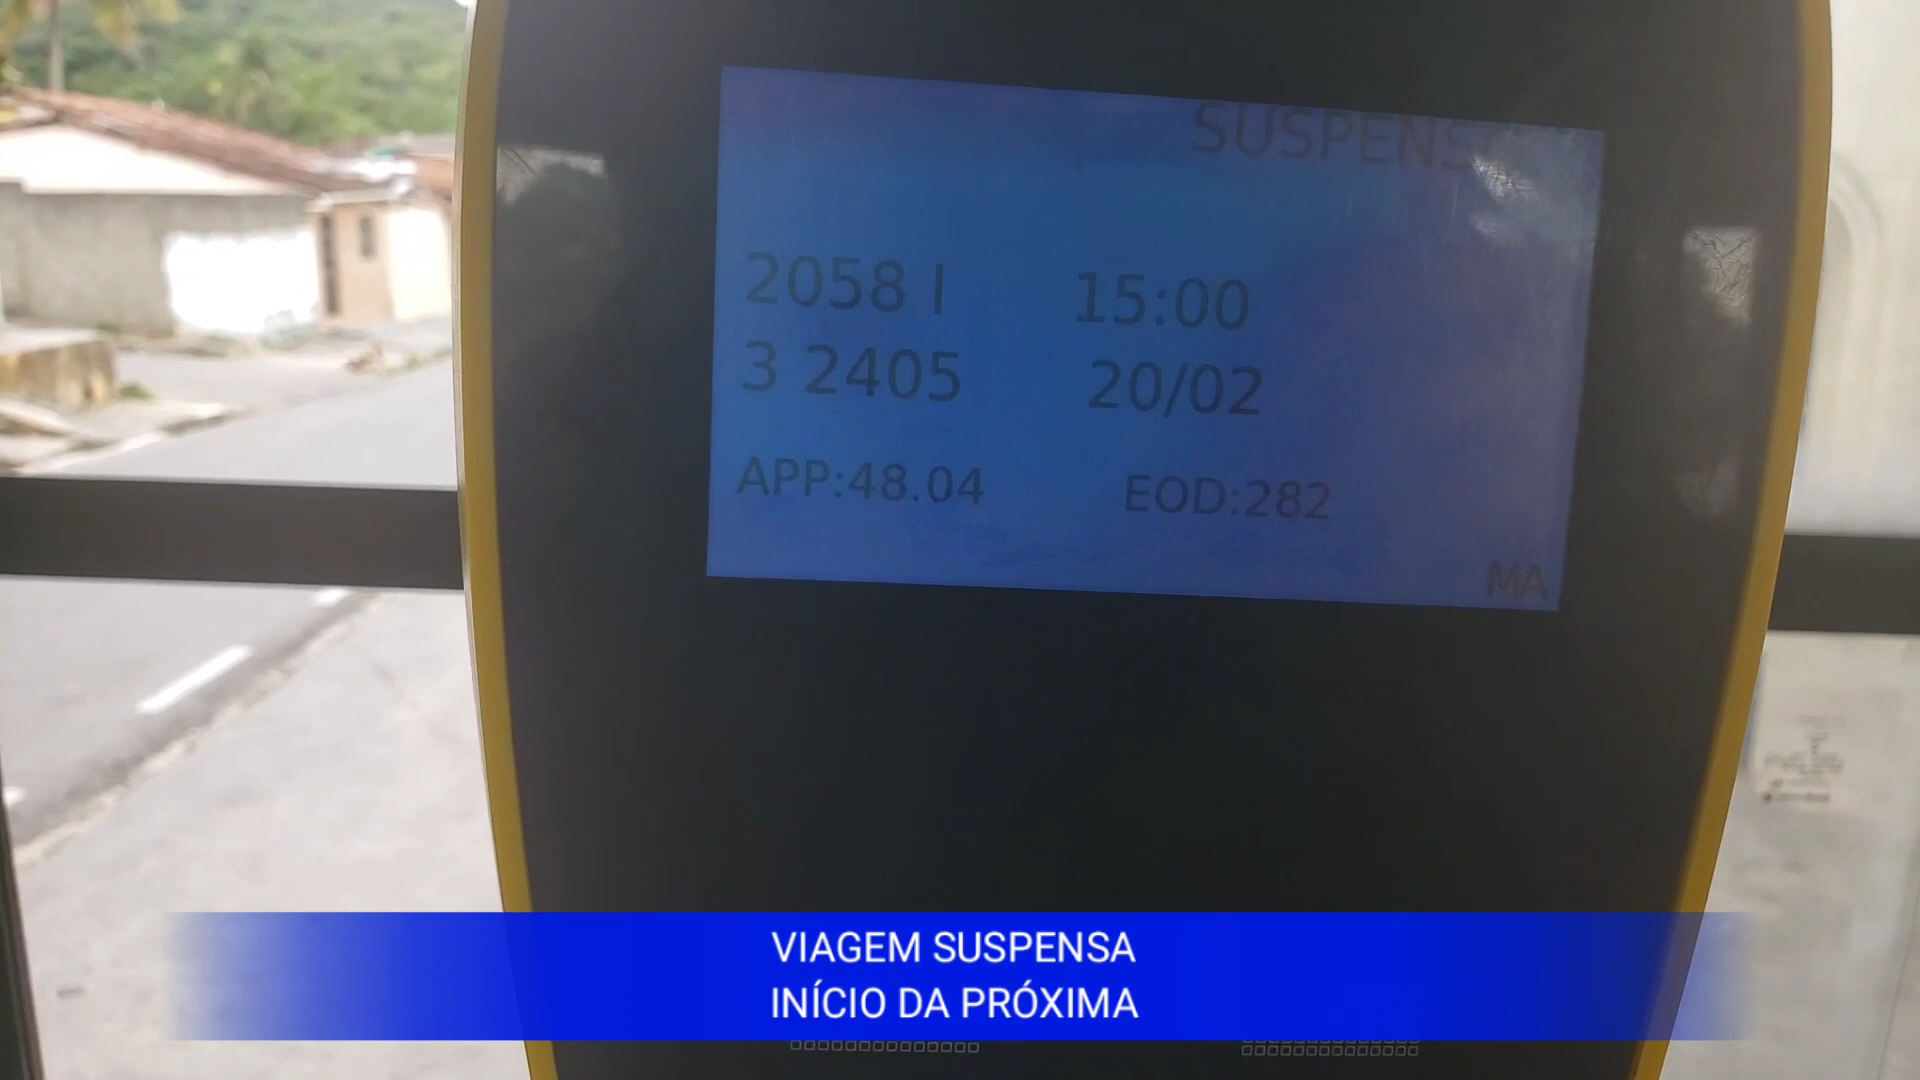 SUSPENS
2058 I 15:00
3 2405 20/02
APP:48.04 EOD:282
MA
VIAGEM SUSPENSA
INÍCIO DA PRÓXIMA